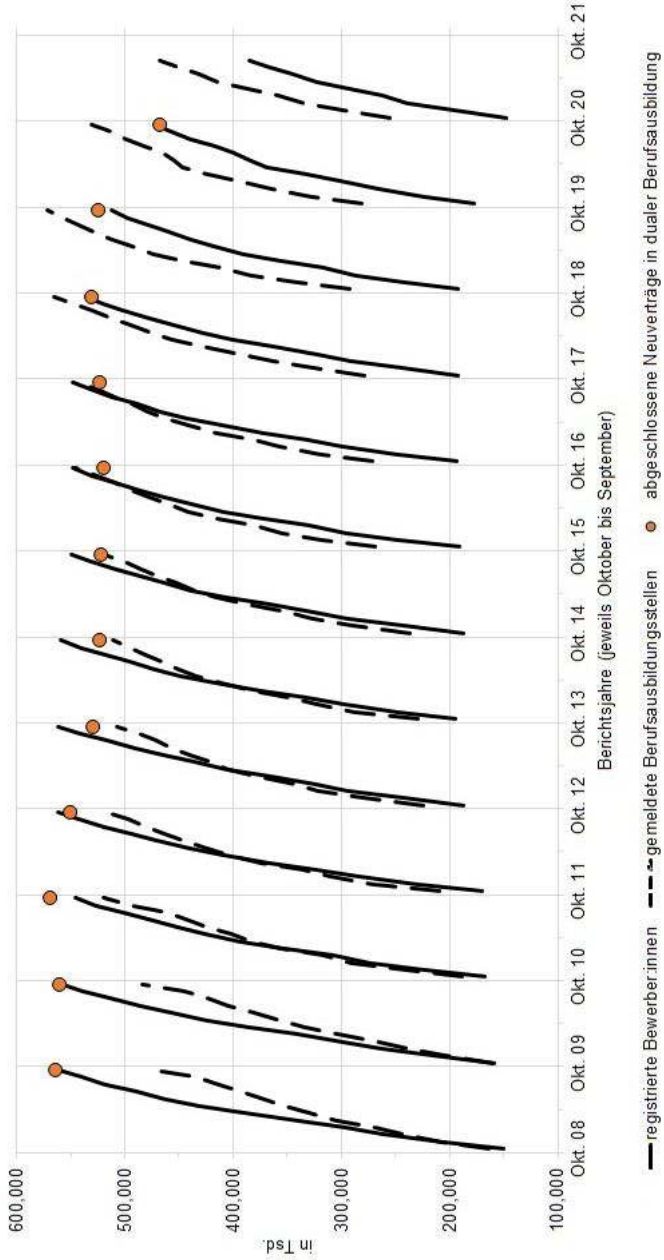 600,000
500,000
400,000
300,000
200,000
100,000
in Tsd.
Okt. 08
Okt. 09
Okt. 10
Okt. 11
Okt. 12
Okt. 13
Okt. 14
Okt. 15
Okt. 16
Okt. 17
Okt. 18
Okt. 19
Okt. 20
Okt. 21
Berichtsjahre (jeweils Oktober bis September)
registrierte Bewerber:innen
gemeldete Berufsausbildungsstellen
abgeschlossene Neuverträge in dualer Berufsausbildung